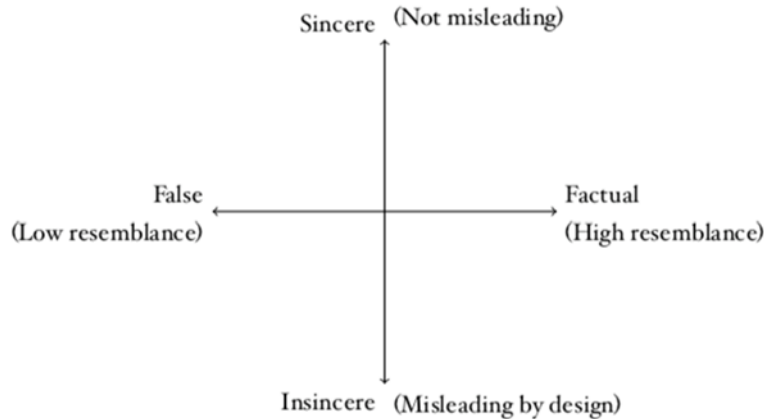 Sincere (Not misleading)
False
Factual
(Low resemblance)
(High resemblance)
Insincere (Misleading by design)